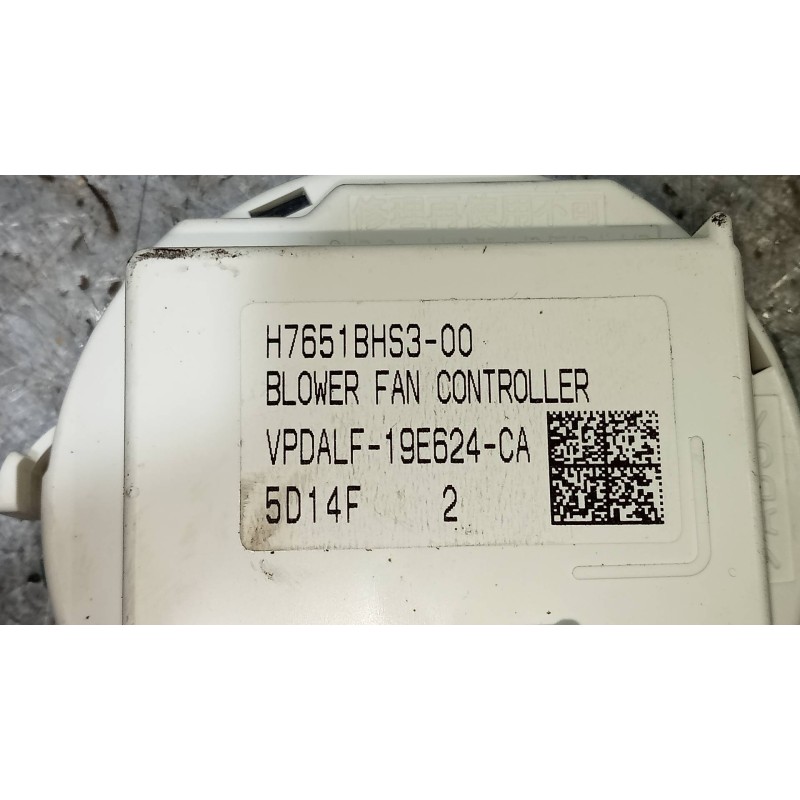 H7651BHS3-00
BLOWER FAN CONTROLLER
VPDALF-19E624-CA
5D14F 2